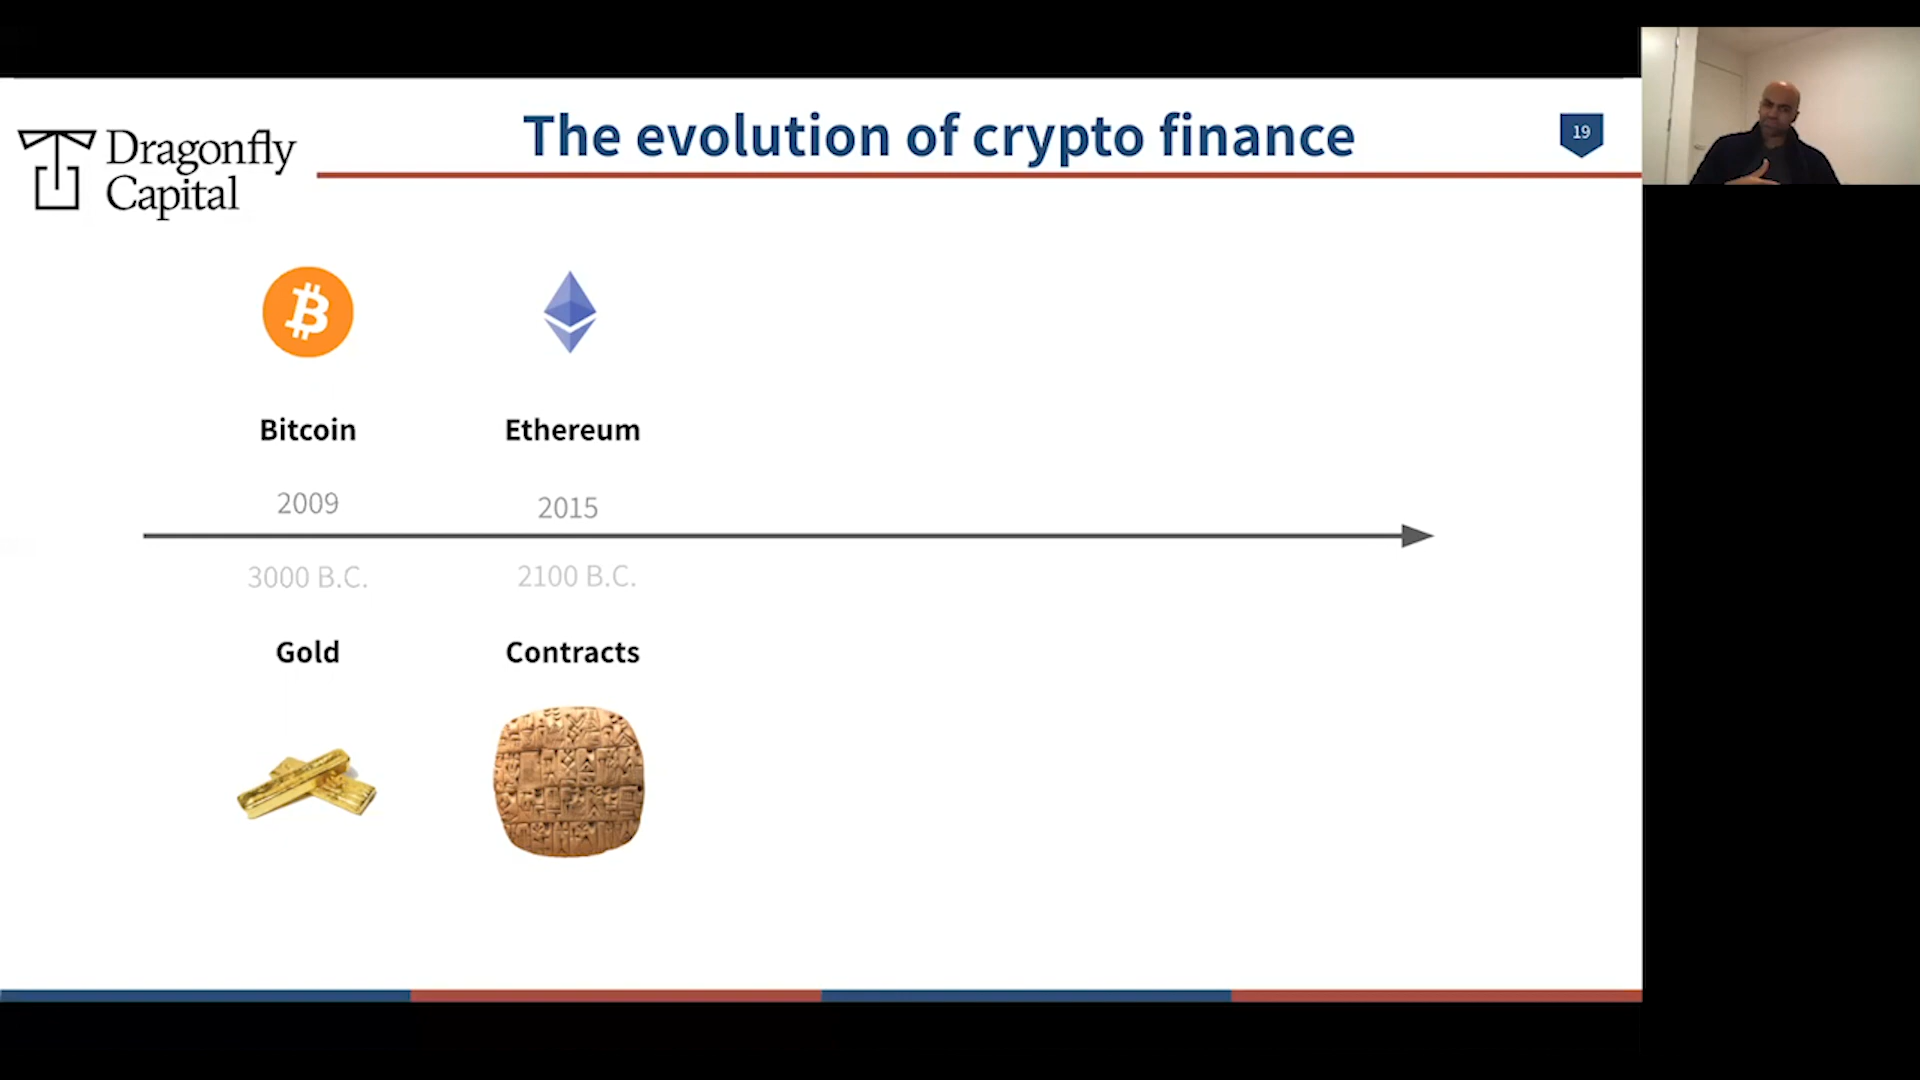 Dragonfly
Capital
The evolution of crypto finance
19
Bitcoin
Ethereum
2009
2015
3000 B.C.
2100 B.C.
Gold
Contracts